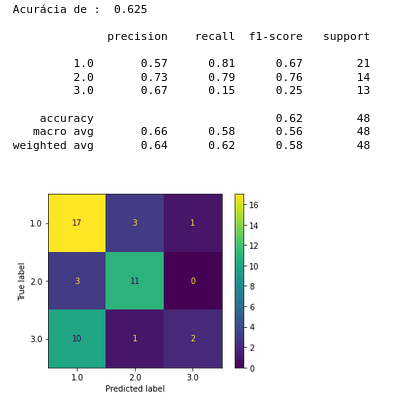 Acurácia de :  0.625
precision    recall  f1-score   support
1.0       0.57      0.81      0.67        21
2.0       0.73      0.79      0.76        14
3.0       0.67      0.15      0.25        13
accuracy                           0.62        48
macro avg       0.66      0.58      0.56        48
weighted avg       0.64      0.62      0.58        48
1.0 17 3 1
2.0 3 11 0
3.0 10 1 2
1.0 2.0 3.0
True label
Predicted label
16
14
12
10
8
6
4
2
0